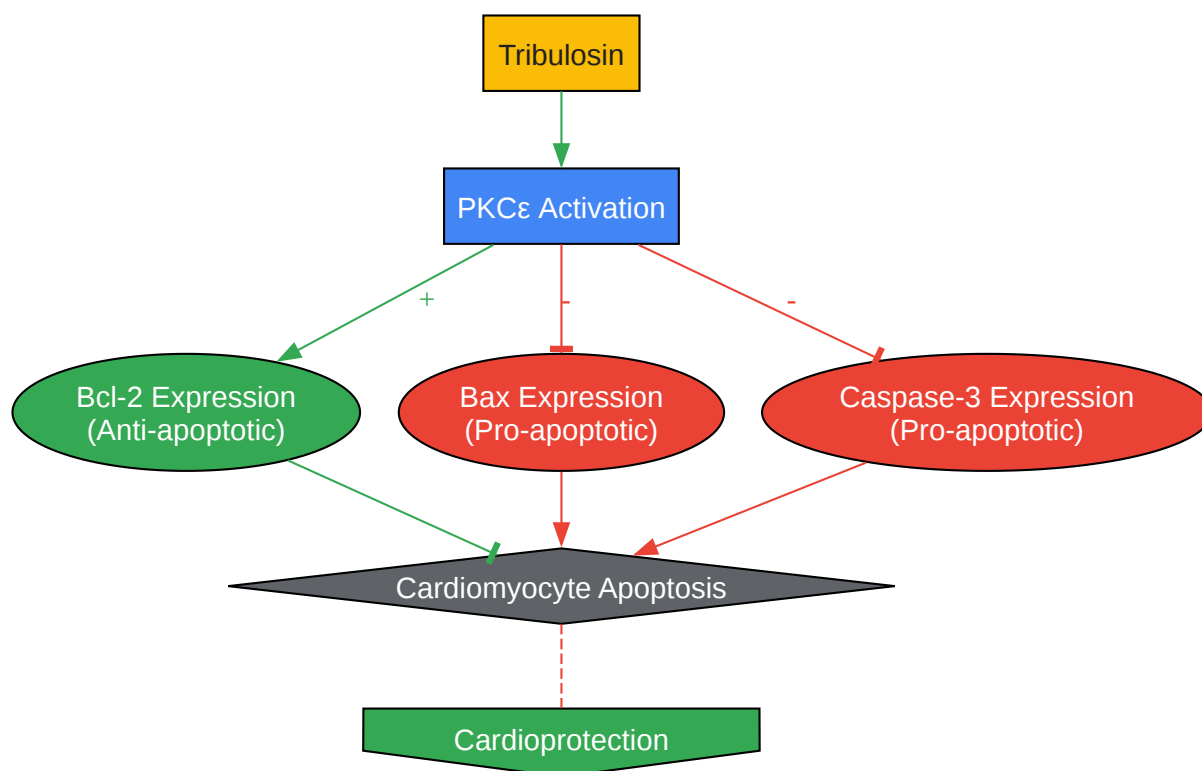 Tribulosin
PKCε Activation
+
-
-
Bcl-2 Expression
(Anti-apoptotic)
Bax Expression
(Pro-apoptotic)
Caspase-3 Expression
(Pro-apoptotic)
Cardiomyocyte Apoptosis
Cardioprotection